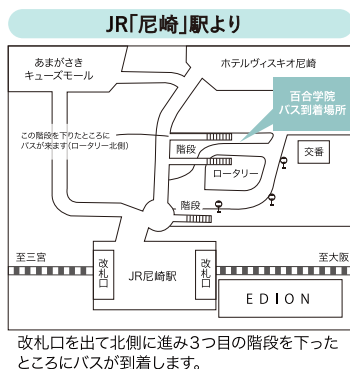 JR「尼崎」駅より
あまがさき
キューズモール
ホテルヴィスキオ尼崎
百合学院
バス到着場所
この階段を下りたところに
バスが来ます(ロータリー北側)
階段
交番
ロータリー
階段
至三宮
改札口
JR尼崎駅
改札口
至大阪
EDION
改札口を出て北側に進み3つ目の階段を下った
ところにバスが到着します。